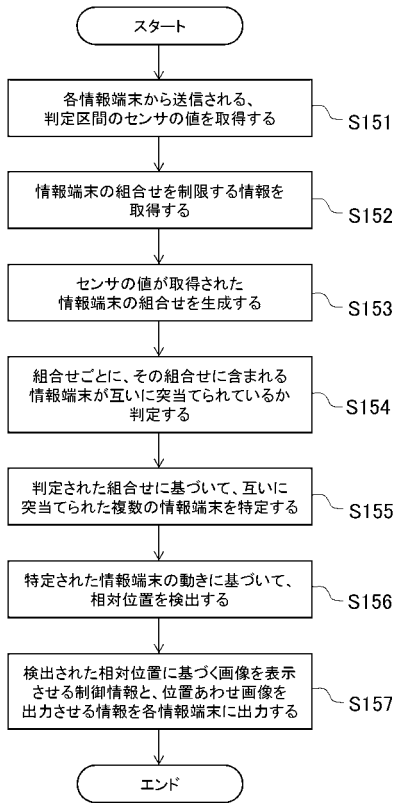 スタート
各情報端末から送信される、
判定区間のセンサの値を取得する
S151
情報端末の組合せを制限する情報を
取得する
S152
センサの値が取得された
情報端末の組合せを生成する
S153
組合せごとに、その組合せに含まれる
情報端末が互いに突当てられているか
判定する
S154
判定された組合せに基づいて、互いに
突当てられた複数の情報端末を特定する
S155
特定された情報端末の動きに基づいて、
相対位置を検出する
S156
検出された相対位置に基づく画像を表示
させる制御情報と、位置あわせ画像を
出力させる情報を各情報端末に出力する
S157
エンド